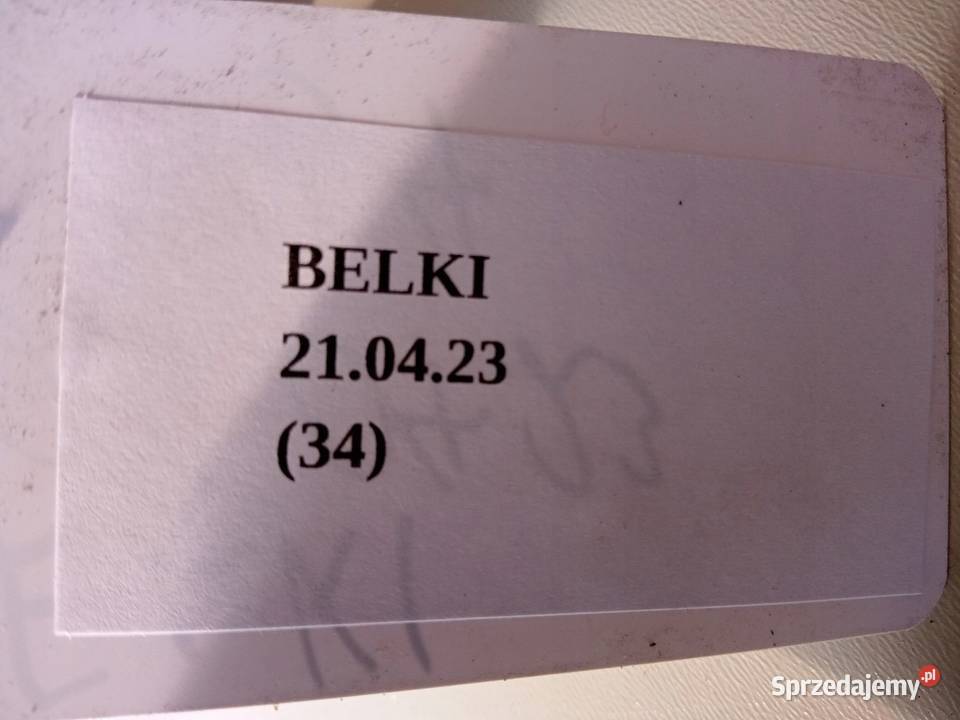 BELKI
21.04.23
(34)
Sprzedajemy.pl